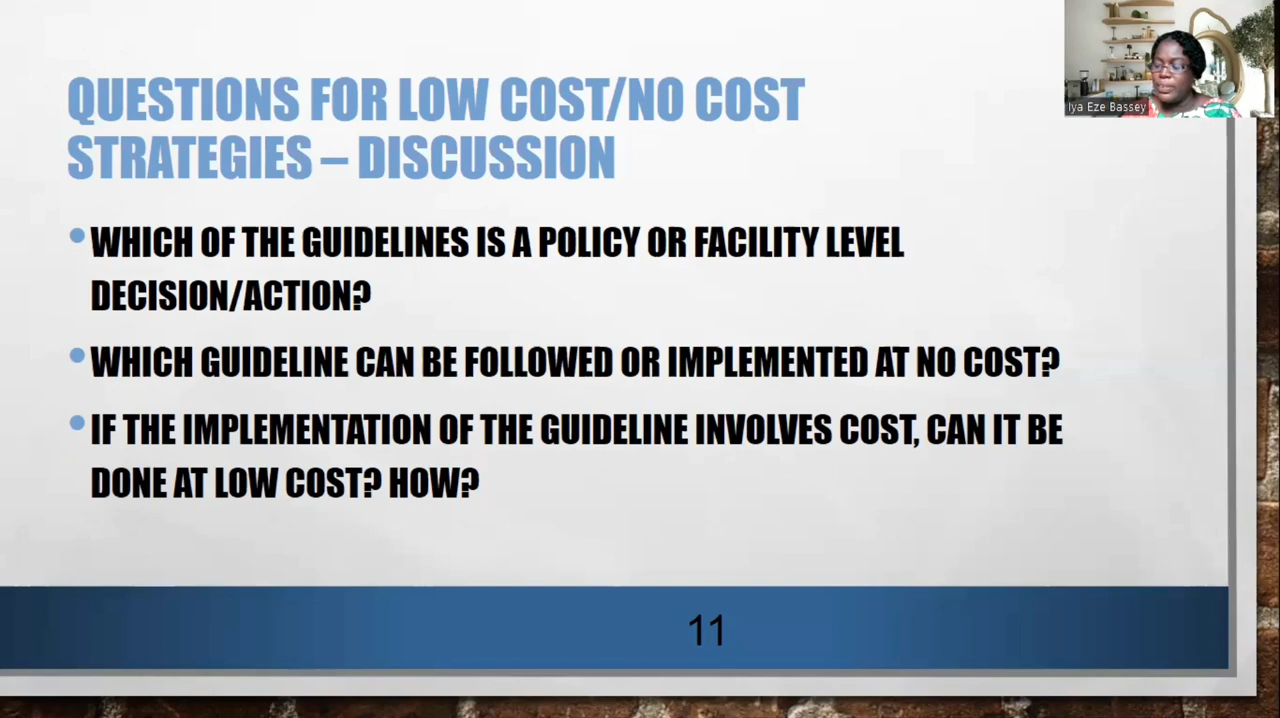 QUESTIONS FOR LOW COST/NO COST
STRATEGIES – DISCUSSION
• WHICH OF THE GUIDELINES IS A POLICY OR FACILITY LEVEL
DECISION/ACTION?
• WHICH GUIDELINE CAN BE FOLLOWED OR IMPLEMENTED AT NO COST?
• IF THE IMPLEMENTATION OF THE GUIDELINE INVOLVES COST, CAN IT BE
DONE AT LOW COST? HOW?
11
Iya Eze Bassey